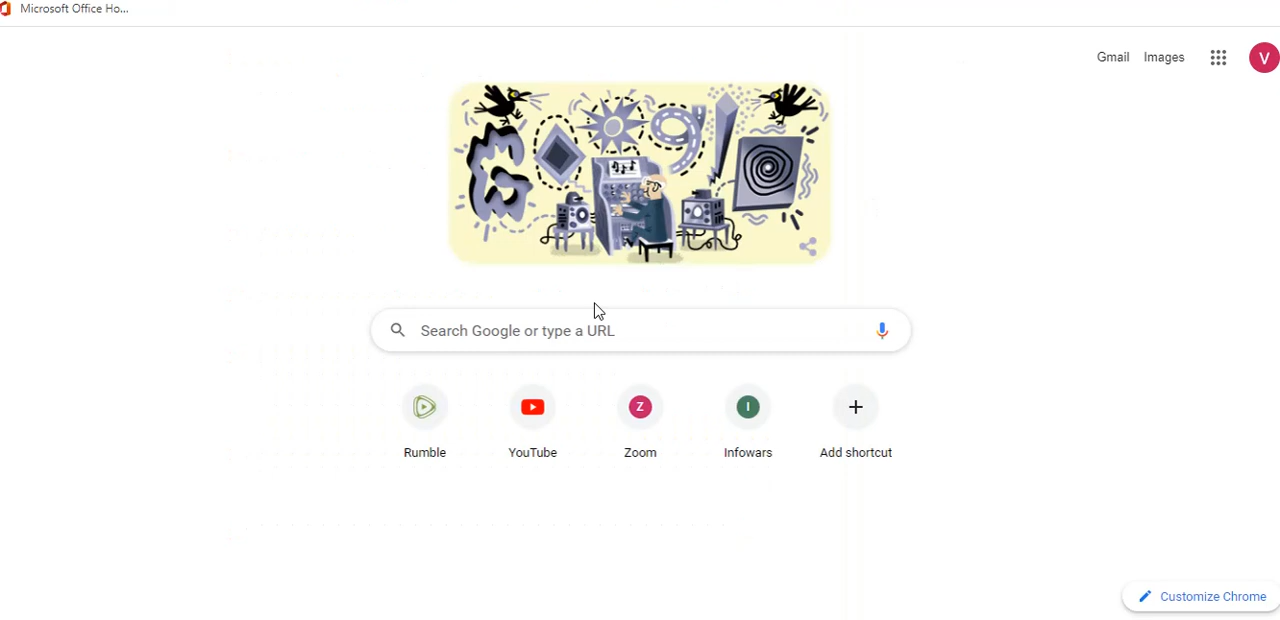 Microsoft Office Ho...
Gmail Images
V
Search Google or type a URL
Z
I
Rumble YouTube Zoom Infowars Add shortcut
Customize Chrome